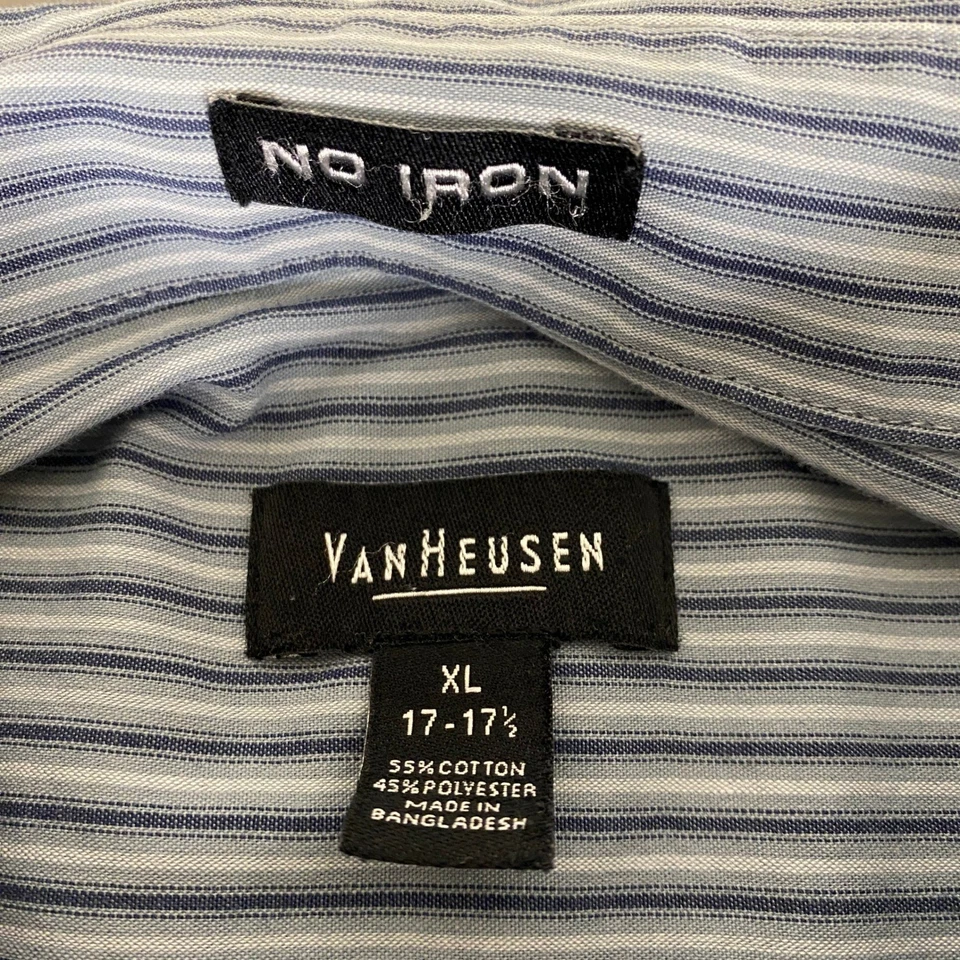 NO IRON
VANHEUSEN
XL
17-17½
55% COTTON
45% POLYESTER
MADE IN
BANGLADESH